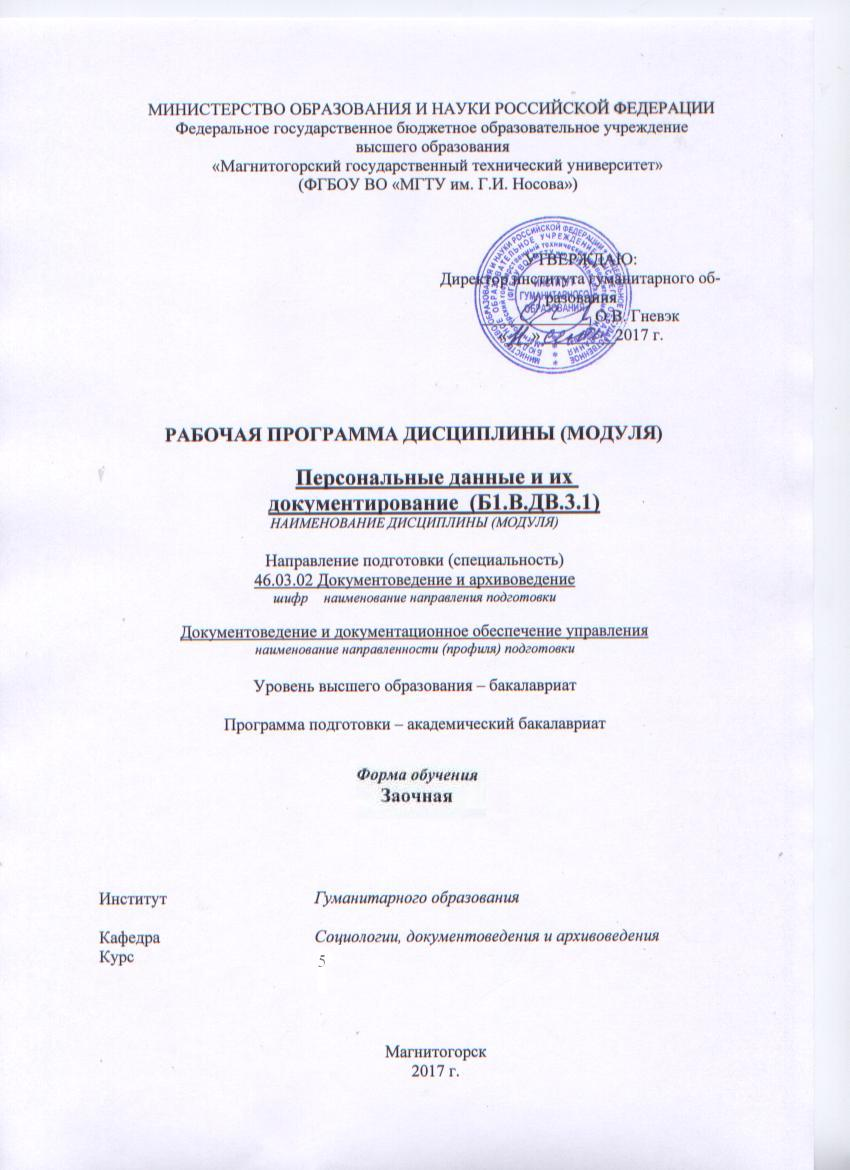 МИНИСТЕРСТВО ОБРАЗОВАНИЯ И НАУКИ РОССИЙСКОЙ ФЕДЕРАЦИИ
Федеральное государственное бюджетное образовательное учреждение
высшего образования
«Магнитогорский государственный технический университет»
(ФГБОУ ВО «МГТУ им. Г.И. Носова»)
УТВЕРЖДАЮ:
Директор института гуманитарного об-
разования
О.В. Гневэк
2017 г.
ИНСТИТУТ
ГУМАНИТАРНОГО
ОБРАЗОВАНИЯ
РАБОЧАЯ ПРОГРАММА ДИСЦИПЛИНЫ (МОДУЛЯ)
Персональные данные и их
документирование (Б1.В.ДВ.3.1)
НАИМЕНОВАНИЕ ДИСЦИПЛИНЫ (МОДУЛЯ)
Направление подготовки (специальность)
46.03.02 Документоведение и архивоведение
шифр наименование направления подготовки
Документоведение и документационное обеспечение управления
наименование направленности (профиля) подготовки
Уровень высшего образования – бакалавриат
Программа подготовки – академический бакалавриат
Форма обучения
Заочная
Институт Гуманитарного образования
Кафедра Социологии, документоведения и архивоведения
Курс 5
Магнитогорск
2017 г.